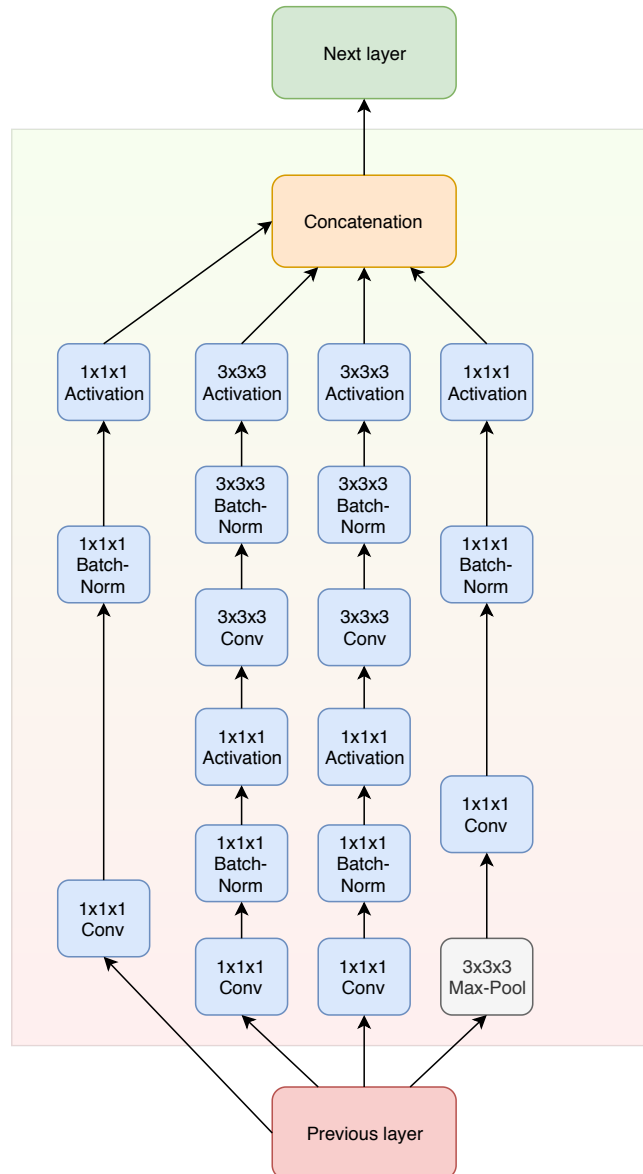 Next layer
Concatenation
1x1x1
Activation
3x3x3
Activation
3x3x3
Activation
1x1x1
Activation
3x3x3
Batch-
Norm
3x3x3
Batch-
Norm
1x1x1
Batch-
Norm
1x1x1
Batch-
Norm
3x3x3
Conv
3x3x3
Conv
1x1x1
Activation
1x1x1
Activation
1x1x1
Conv
1x1x1
Batch-
Norm
1x1x1
Batch-
Norm
1x1x1
Conv
1x1x1
Conv
1x1x1
Conv
3x3x3
Max-Pool
Previous layer